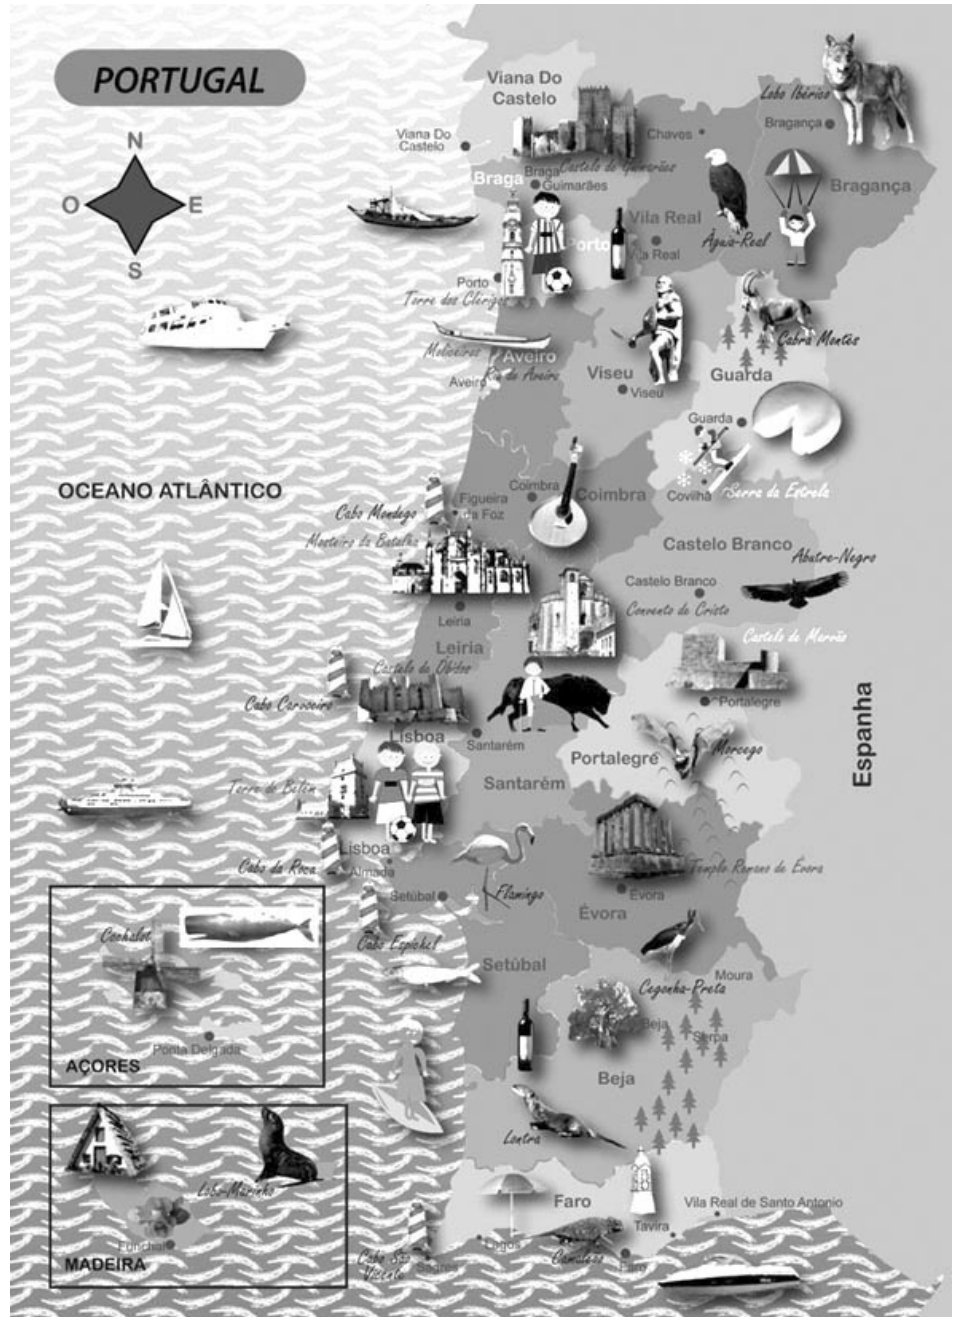 PORTUGAL
N
O
E
S
Viana Do
Castelo
Viana Do
Castelo
Lobo Ibérico
Bragança
Chaves
Castelo de Guimarães
Braga
Braga
Guimarães
Bragança
Vila Real
Vila Real
Águia-Real
Porto
Porto
Torre dos Clérigos
Moliceiros
Aveiro
Ria de Aveiro
Aveiro
Viseu
Viseu
Cabra Montês
Guarda
Guarda
Covilhã
Serra da Estrela
OCEANO ATLÂNTICO
Coimbra
Coimbra
Figueira
da Foz
Cabo Mondego
Mosteiro da Batalha
Castelo Branco
Abutre-Negro
Castelo Branco
Convento de Cristo
Leiria
Leiria
Castelo de Marvão
Castelo de Óbidos
Cabo Carvoeiro
Portalegre
Lisboa
Santarém
Morcego
Portalegre
Espanha
Santarém
Torre de Belém
Lisboa
Cabo da Roca
Almada
Templo Romano de Évora
Setúbal
Flamingo
Évora
Évora
Cabo Espichel
Setúbal
Cegonha-Preta
Moura
Cachalot
Beja
Serpa
Ponta Delgada
AÇORES
Beja
Lontra
Lobo-Marinho
Funchal
MADEIRA
Faro
Vila Real de Santo Antonio
Tavira
Lagos
Cabo São
Vicente
Sagres
Camaleão
Faro